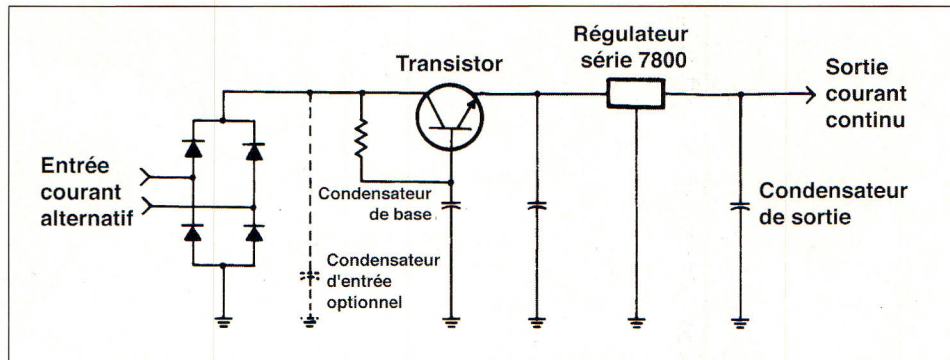 Régulateur
série 7800
Transistor
Sortie
courant
continu
Entrée
courant
alternatif
Condensateur
de base
Condensateur
de sortie
Condensateur
d'entrée
optionnel